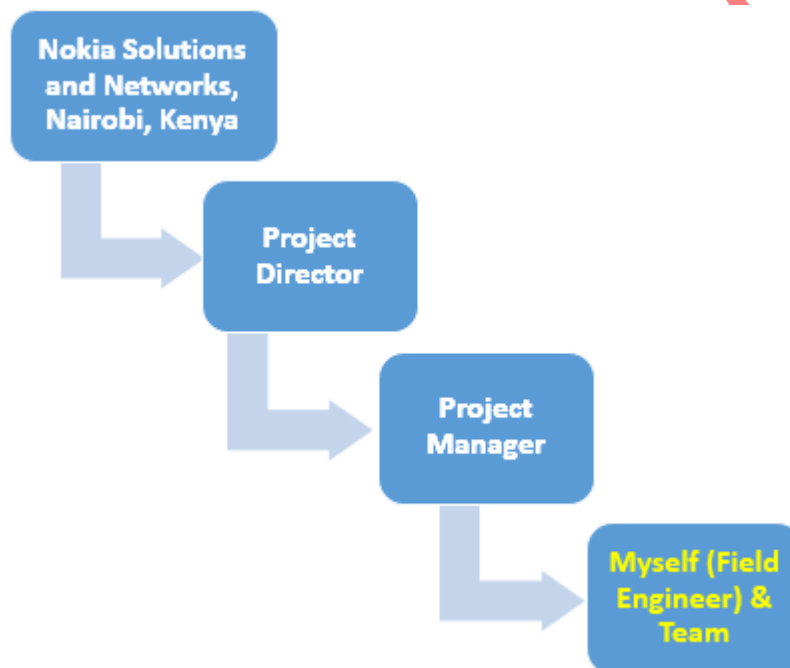 Nokia Solutions
and Networks,
Nairobi, Kenya
Project
Director
Project
Manager
Myself (Field
Engineer) &
Team